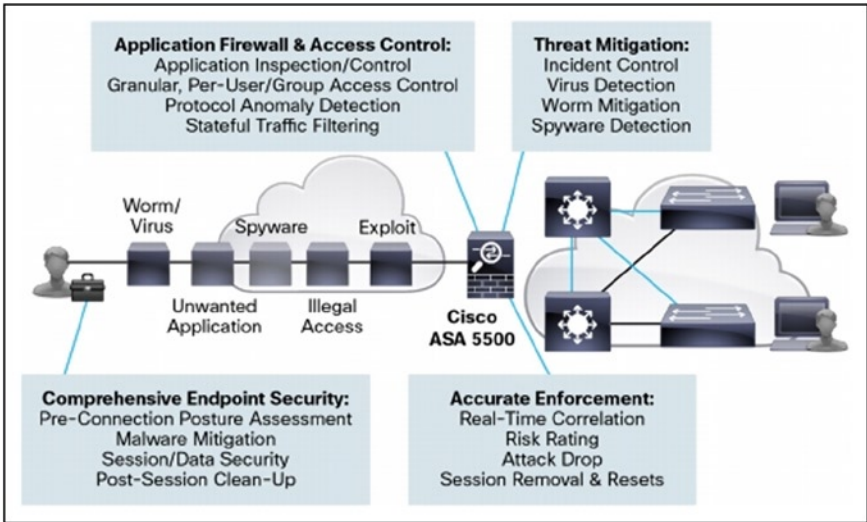 Application Firewall & Access Control:
Application Inspection/Control
Granular, Per-User/Group Access Control
Protocol Anomaly Detection
Stateful Traffic Filtering
Threat Mitigation:
Incident Control
Virus Detection
Worm Mitigation
Spyware Detection
Worm/
Virus
Spyware
Exploit
Unwanted
Application
Illegal
Access
Cisco
ASA 5500
Comprehensive Endpoint Security:
Pre-Connection Posture Assessment
Malware Mitigation
Session/Data Security
Post-Session Clean-Up
Accurate Enforcement:
Real-Time Correlation
Risk Rating
Attack Drop
Session Removal & Resets